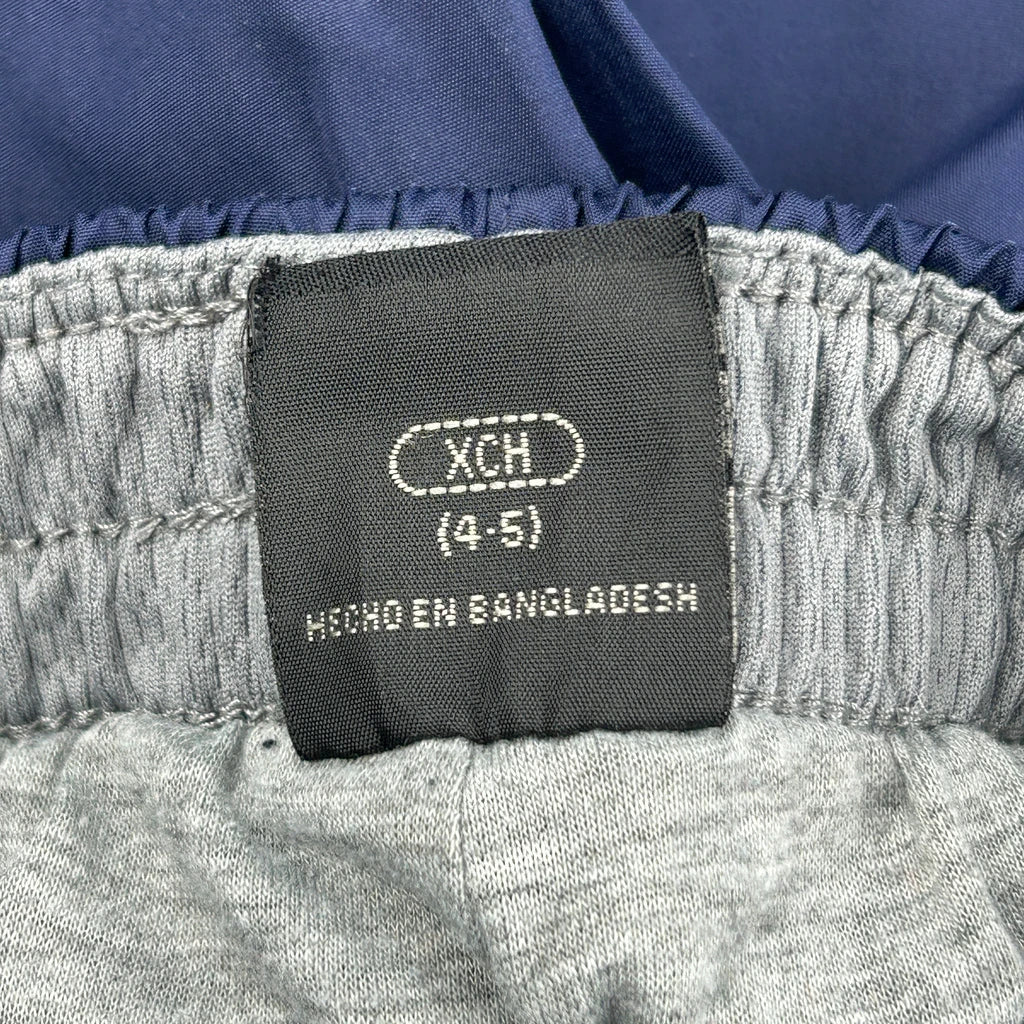 XCH
(4-5)
HECHO EN BANGLADESH